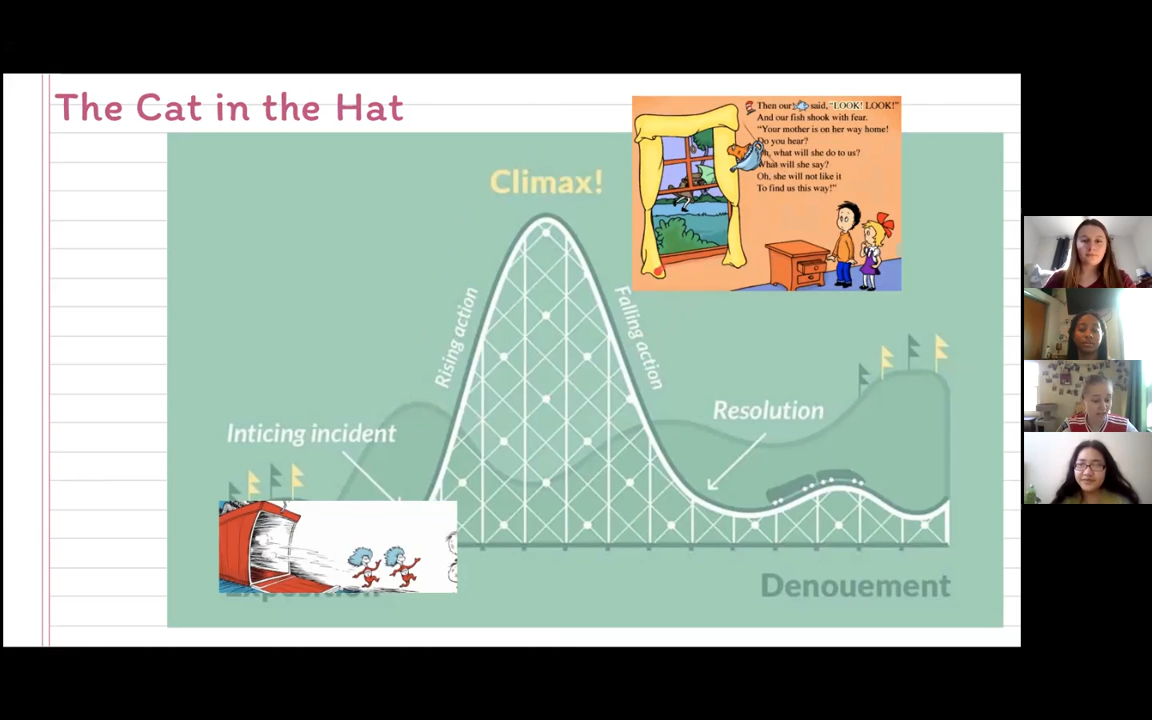 The Cat in the Hat
Then our said, "LOOK! LOOK!"
And our fish shook with fear.
"Your mother is on her way home!
Do you hear?
Oh, what will she do to us?
What will she say?
Oh, she will not like it
To find us this way!"
Climax!
Rising action
Falling action
Inticing incident
Resolution
Exposition
Denouement